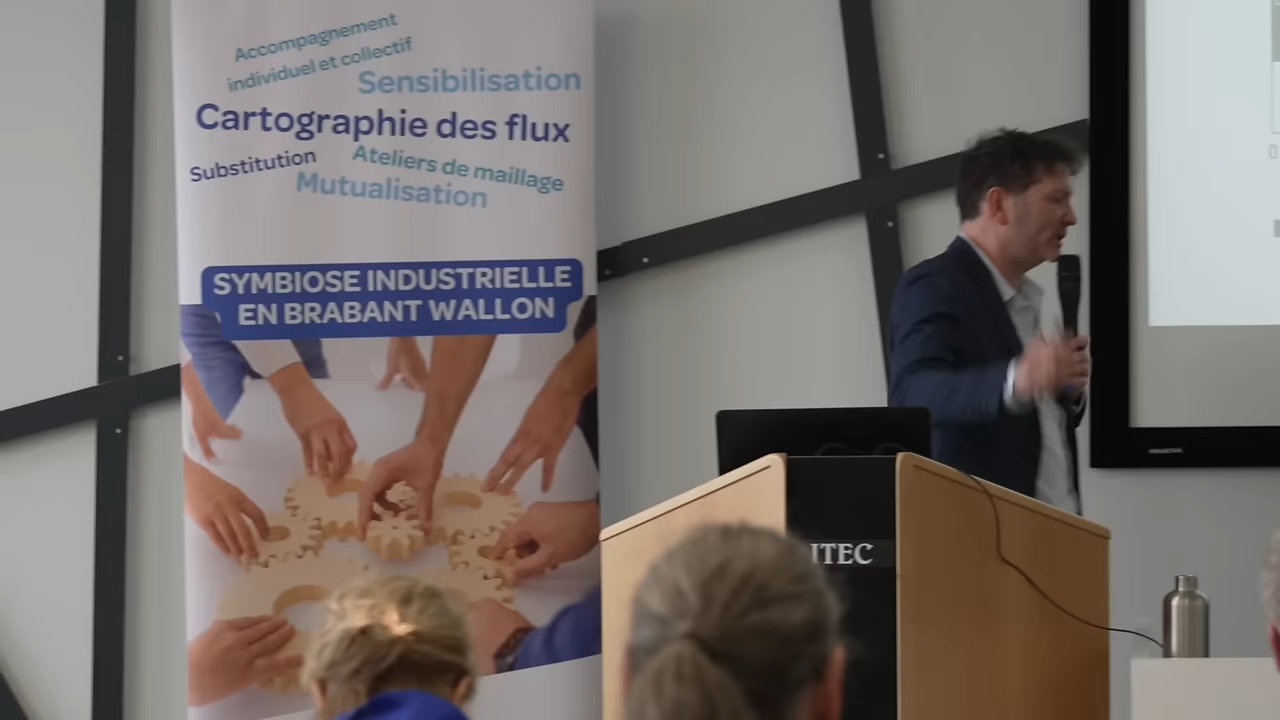 Accompagnement
individuel et collectif
Sensibilisation
Cartographie des flux
Substitution
Ateliers de maillage
Mutualisation
SYMBIOSE INDUSTRIELLE
EN BRABANT WALLON
ITEC